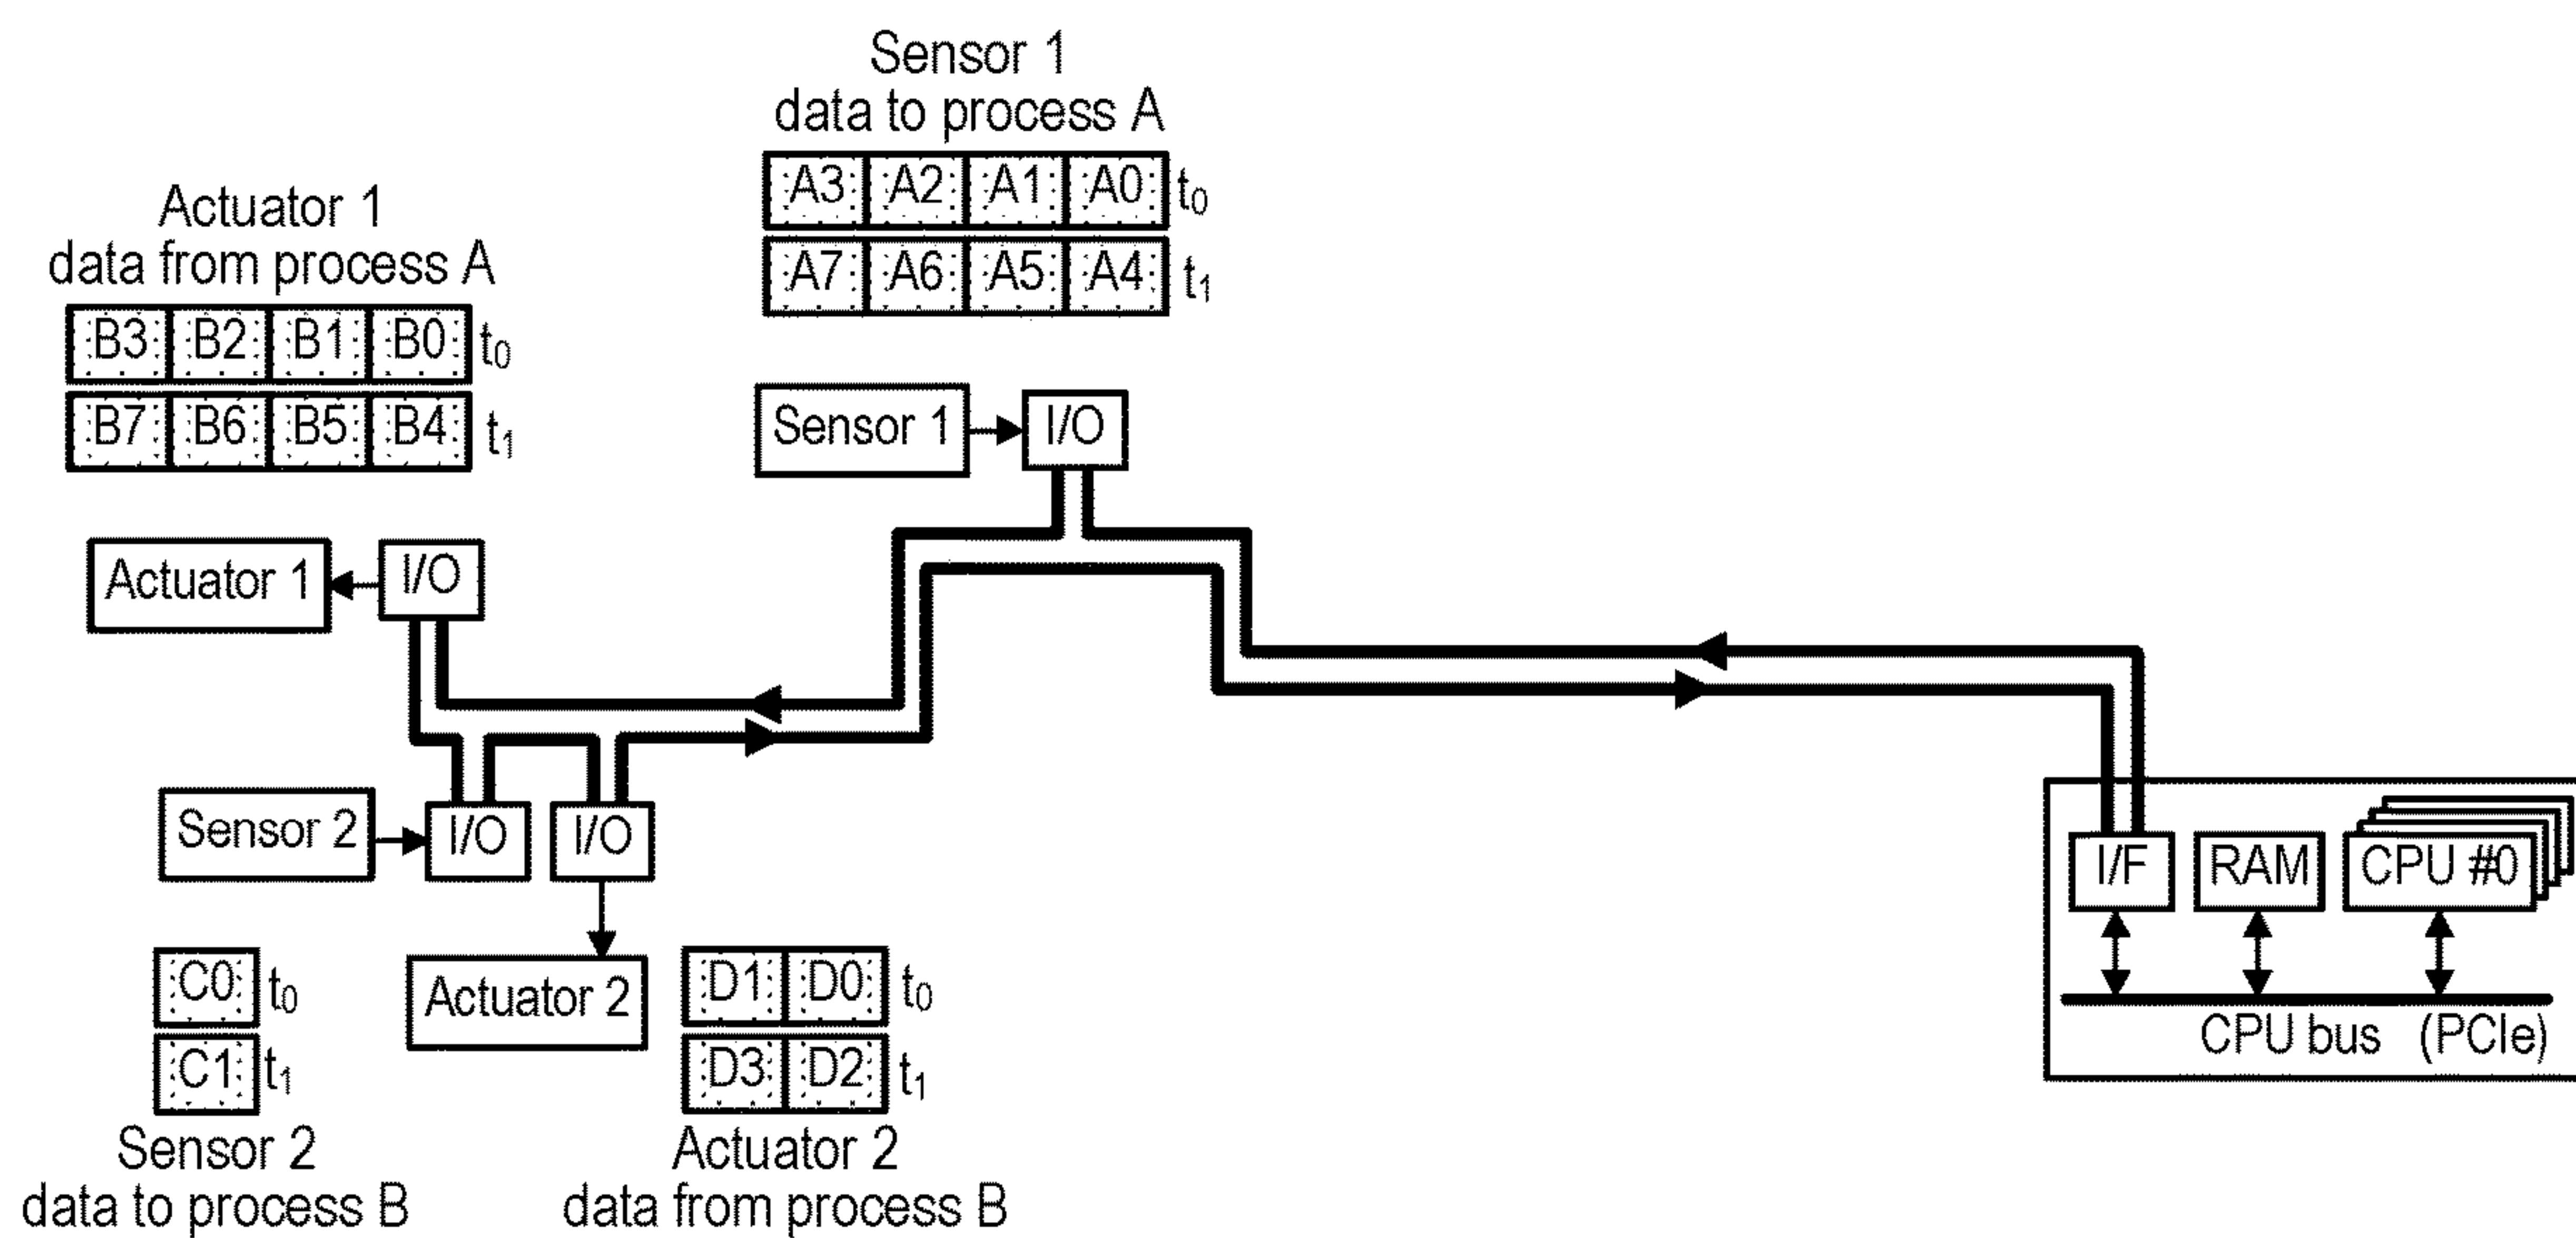 Sensor 1
data to process A
A3 A2 A1 A0 t0
A7 A6 A5 A4 t1
Actuator 1
data from process A
B3 B2 B1 B0 t0
B7 B6 B5 B4 t1
Sensor 1 I/O
Actuator 1 I/O
Sensor 2 I/O I/O
I/F RAM CPU #0
C0 t0
C1 t1
Sensor 2
data to process B
Actuator 2
D1 D0 t0
D3 D2 t1
Actuator 2
data from process B
CPU bus (PCIe)